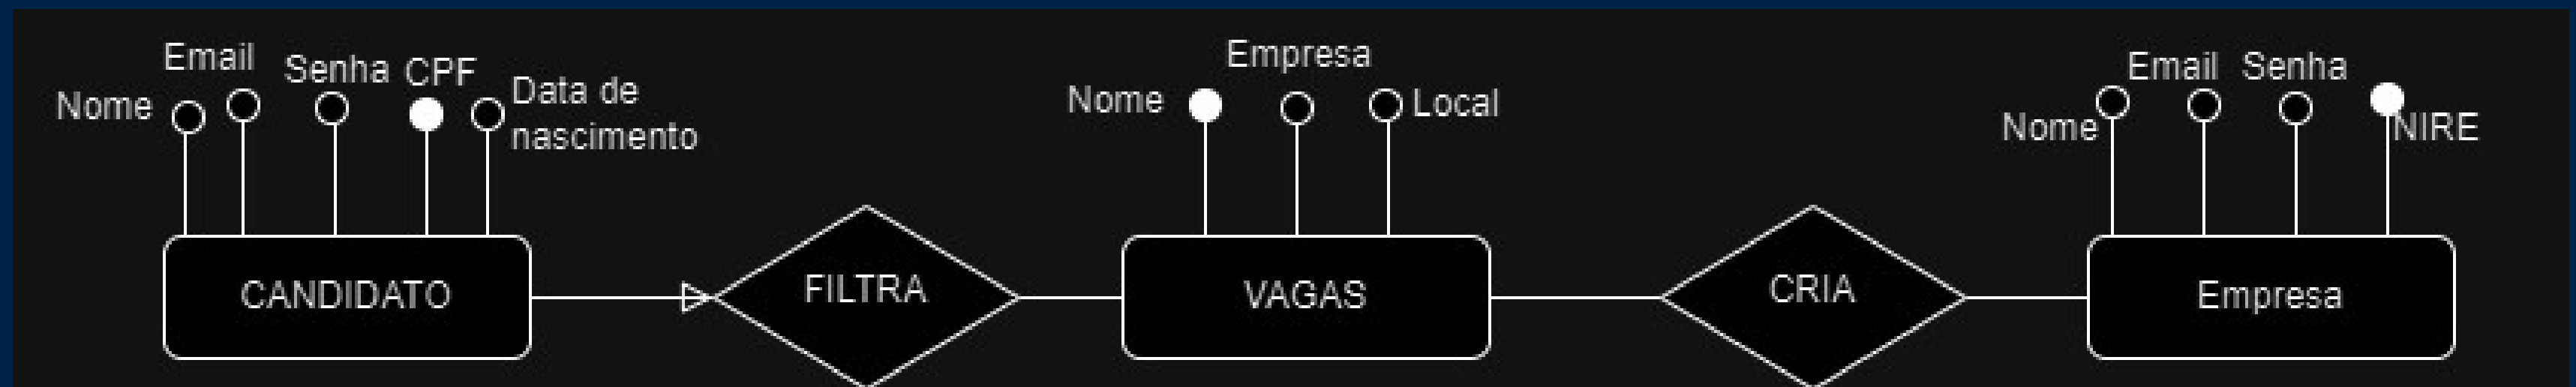 Nome
Email
Senha
CPF
Data de
nascimento
Nome
Empresa
Local
Nome
Email
Senha
NIRE
CANDIDATO
FILTRA
VAGAS
CRIA
Empresa